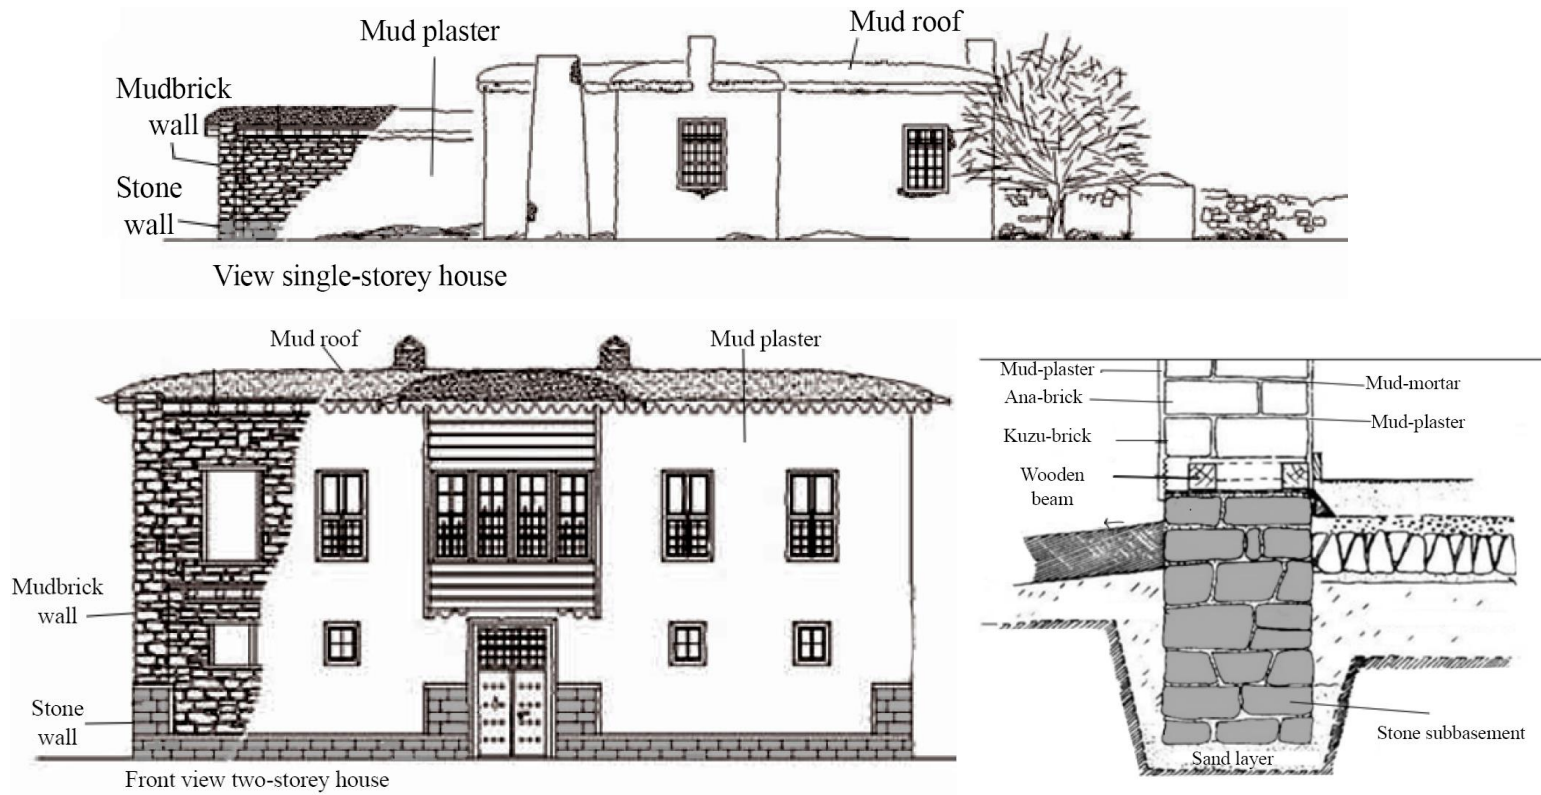 Mud plaster
Mud roof
Mudbrick
wall
Stone
wall
View single-storey house
Mud roof
Mud plaster
Mudbrick
wall
Stone
wall
Front view two-storey house
Mud-plaster
Ana-brick
Kuzu-brick
Wooden
beam
Mud-mortar
Mud-plaster
Stone subbasement
Sand layer